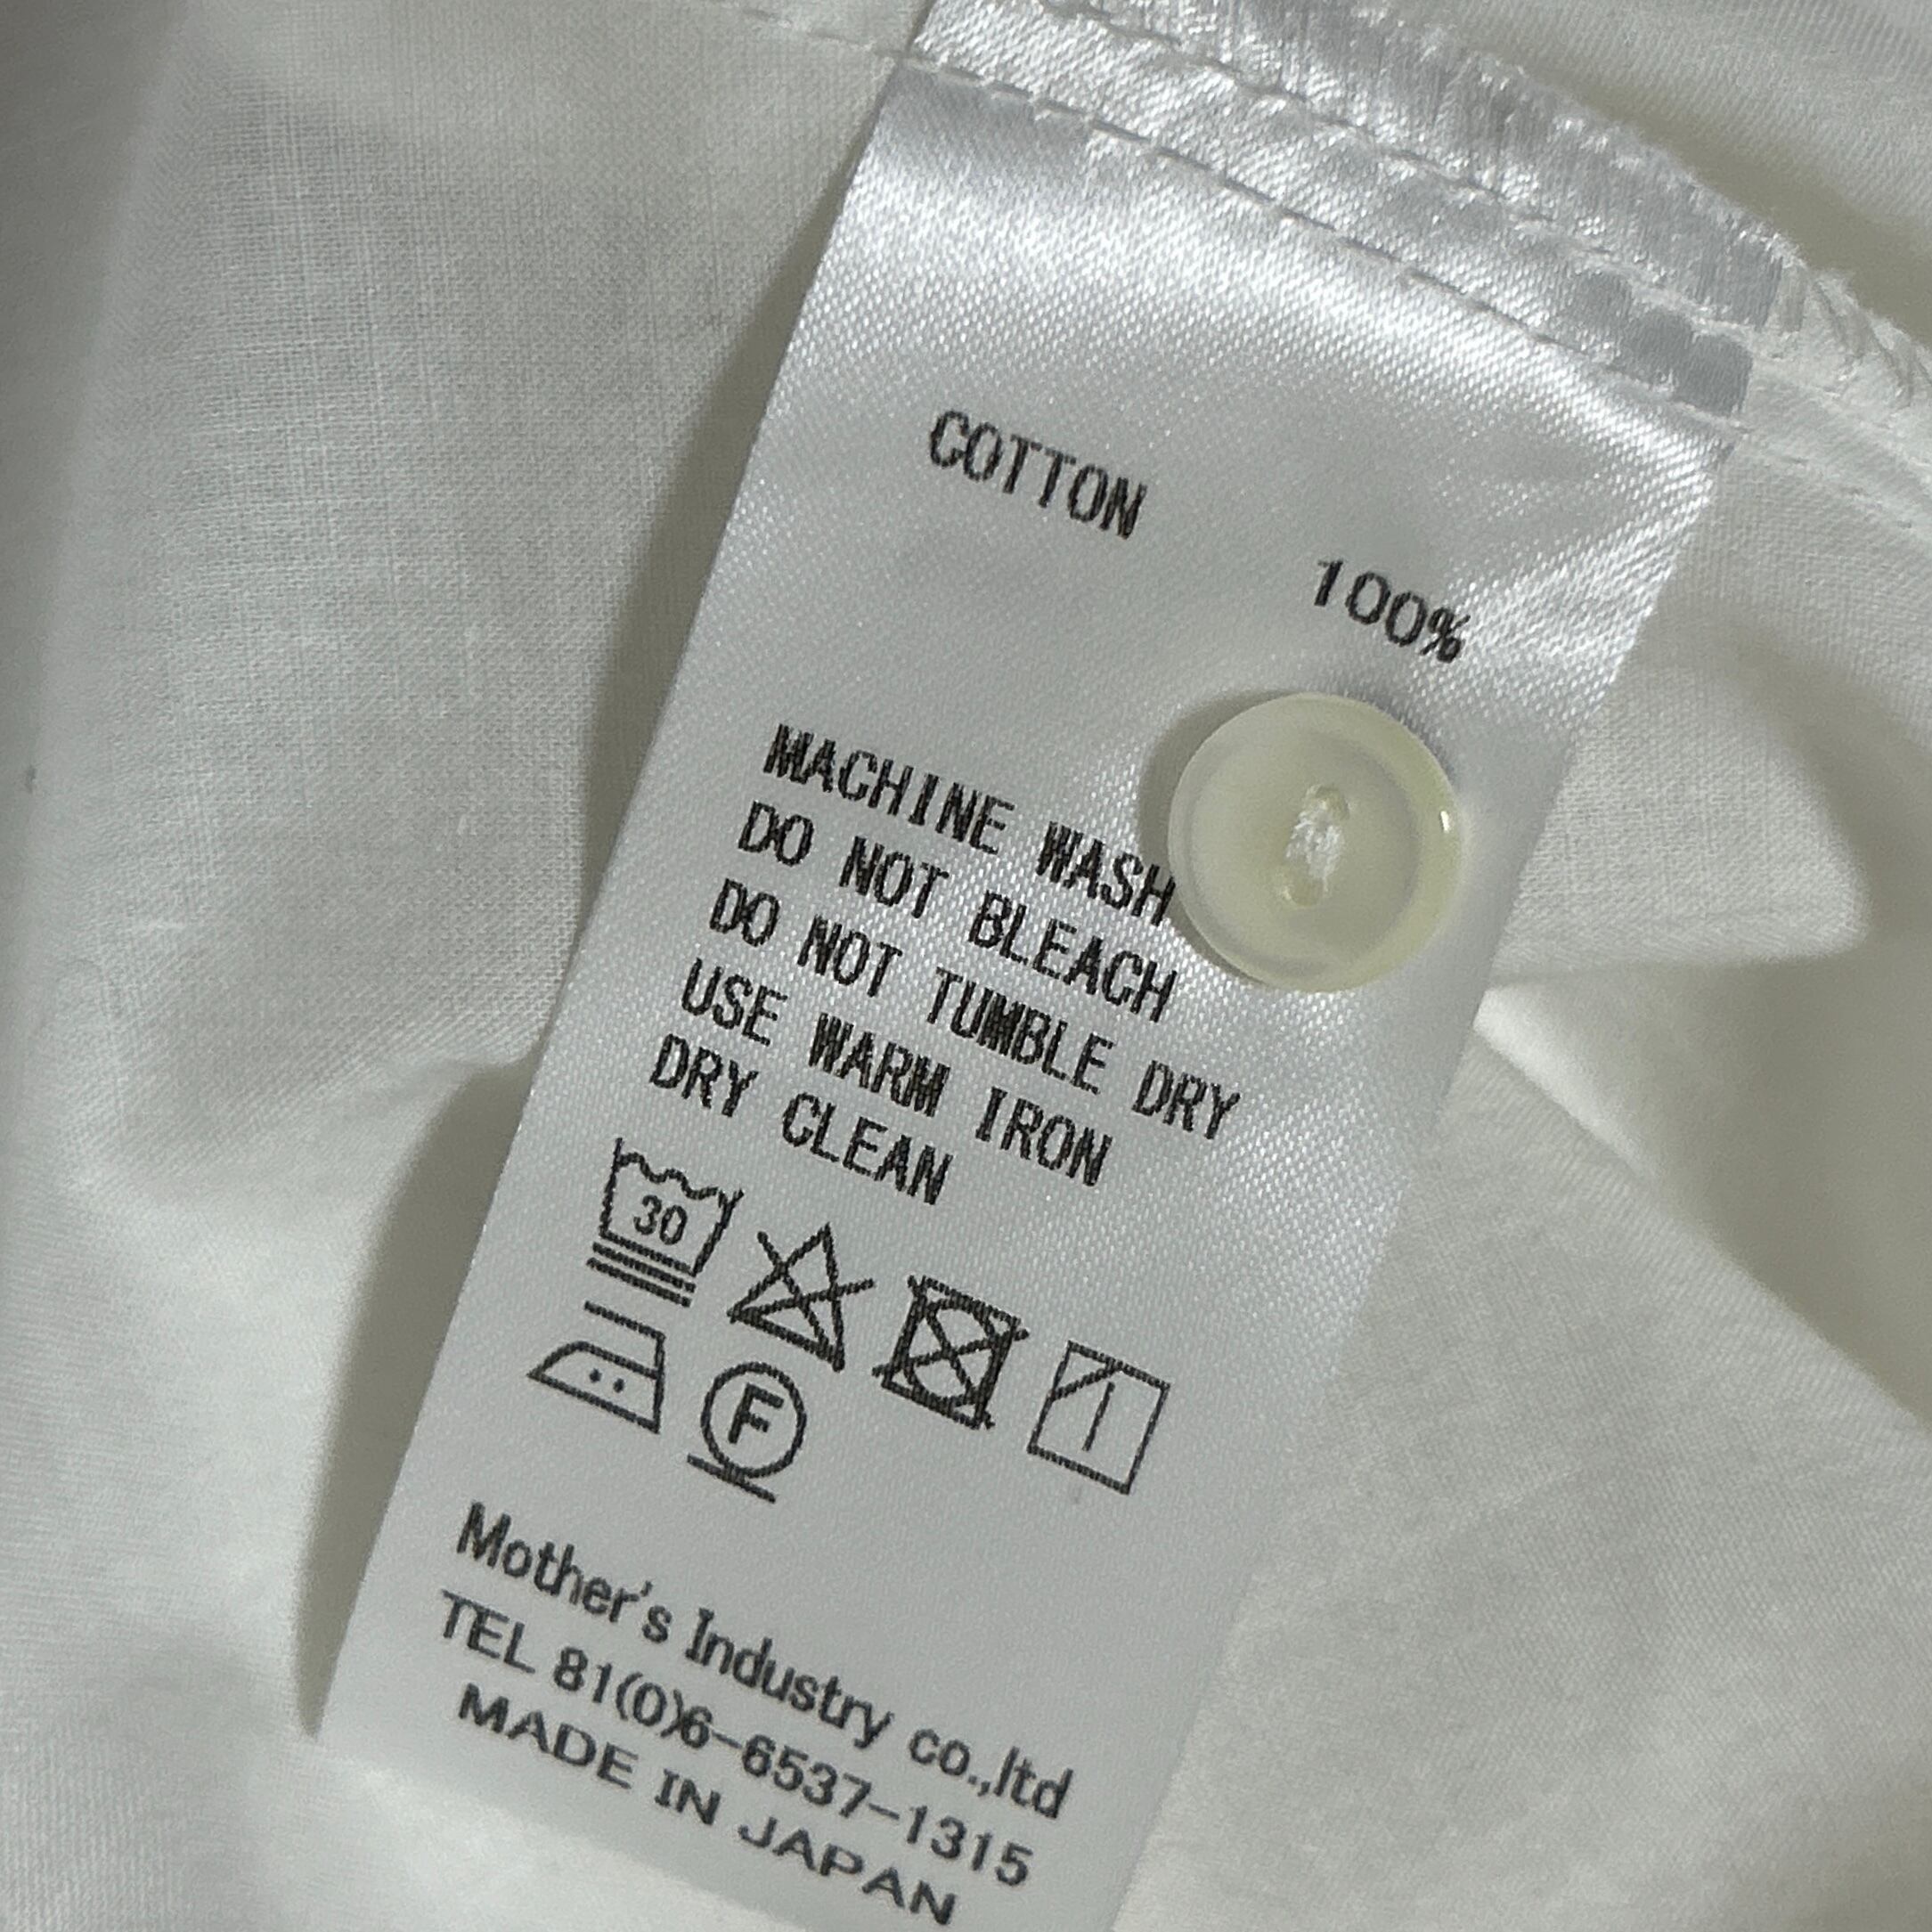 COTTON
100%
MACHINE WASH
DO NOT BLEACH
DO NOT TUMBLE DRY
USE WARM IRON
DRY CLEAN
30
F
Mother's Industry co.,ltd
TEL 81(0)6-6537-1315
MADE IN JAPAN